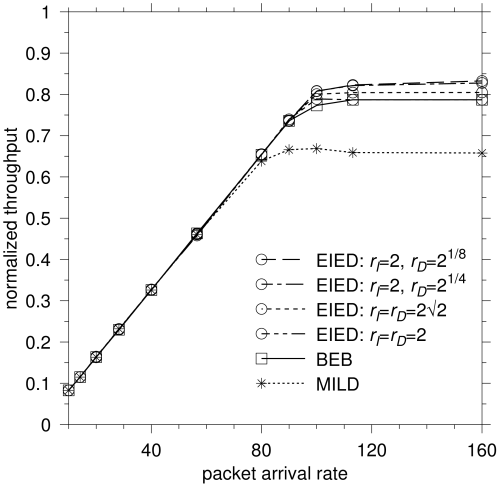 normalized throughput
1
0.9
0.8
0.7
0.6
0.5
0.4
0.3
0.2
0.1
0
EIED: r_I=2, r_D=2^{1/8}
EIED: r_I=2, r_D=2^{1/4}
EIED: r_I=r_D=2√2
EIED: r_I=r_D=2
BEB
MILD
40
80
120
160
packet arrival rate